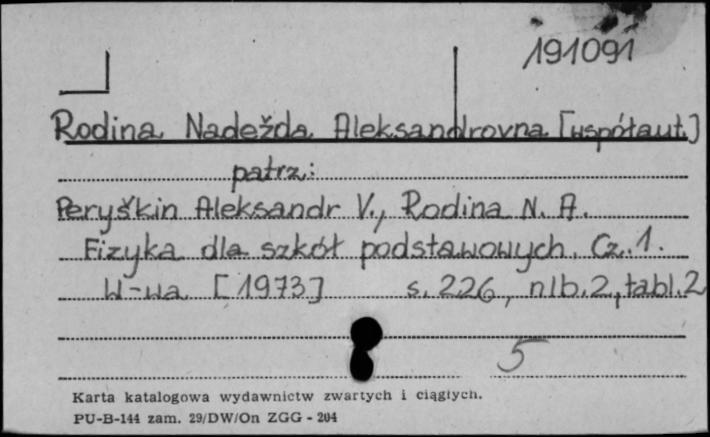 191091
Rodina Nadežda Aleksandrovna [współaut.]
patrz:
Peryškin Aleksandr V., Rodina N. A.
Fizyka dla szkół podstawowych. Cz. 1.
W-wa [1973] s. 226, nlb. 2, tabl. 2
5
Karta katalogowa wydawnictw zwartych i ciągłych.
PU-B-144 zam. 29/DW/On ZGG - 204